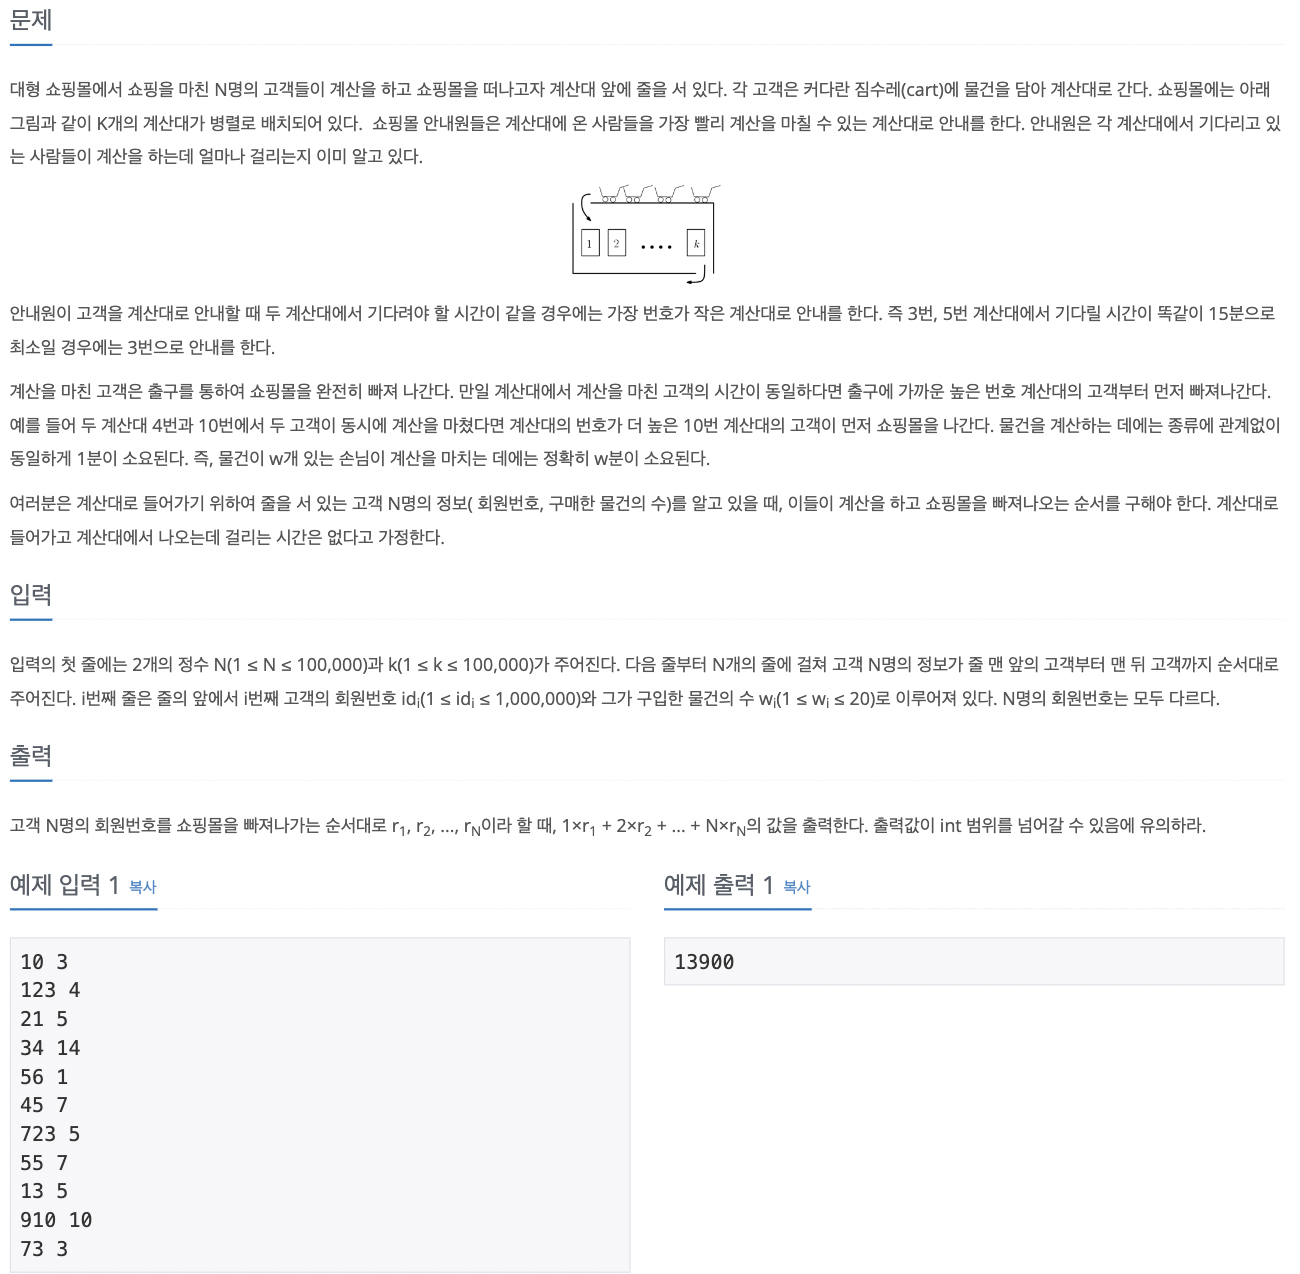 문제
대형 쇼핑몰에서 쇼핑을 마친 N명의 고객들이 계산을 하고 쇼핑몰을 떠나고자 계산대 앞에 줄을 서 있다. 각 고객은 커다란 짐수레(cart)에 물건을 담아 계산대로 간다. 쇼핑몰에는 아래
그림과 같이 K개의 계산대가 병렬로 배치되어 있다. 쇼핑몰 안내원들은 계산대에 온 사람들을 가장 빨리 계산을 마칠 수 있는 계산대로 안내를 한다. 안내원은 각 계산대에서 기다리고 있
는 사람들이 계산을 하는데 얼마나 걸리는지 이미 알고 있다.
1 2 .... k
안내원이 고객을 계산대로 안내할 때 두 계산대에서 기다려야 할 시간이 같을 경우에는 가장 번호가 작은 계산대로 안내를 한다. 즉 3번, 5번 계산대에서 기다릴 시간이 똑같이 15분으로
최소일 경우에는 3번으로 안내를 한다.
계산을 마친 고객은 출구를 통하여 쇼핑몰을 완전히 빠져 나간다. 만일 계산대에서 계산을 마친 고객의 시간이 동일하다면 출구에 가까운 높은 번호 계산대의 고객부터 먼저 빠져나간다.
예를 들어 두 계산대 4번과 10번에서 두 고객이 동시에 계산을 마쳤다면 계산대의 번호가 더 높은 10번 계산대의 고객이 먼저 쇼핑몰을 나간다. 물건을 계산하는 데에는 종류에 관계없이
동일하게 1분이 소요된다. 즉, 물건이 w개 있는 손님이 계산을 마치는 데에는 정확히 w분이 소요된다.
여러분은 계산대로 들어가기 위하여 줄을 서 있는 고객 N명의 정보( 회원번호, 구매한 물건의 수)를 알고 있을 때, 이들이 계산을 하고 쇼핑몰을 빠져나오는 순서를 구해야 한다. 계산대로
들어가고 계산대에서 나오는데 걸리는 시간은 없다고 가정한다.
입력
입력의 첫 줄에는 2개의 정수 N(1 ≤ N ≤ 100,000)과 k(1 ≤ k ≤ 100,000)가 주어진다. 다음 줄부터 N개의 줄에 걸쳐 고객 N명의 정보가 줄 맨 앞의 고객부터 맨 뒤 고객까지 순서대로
주어진다. i번째 줄은 줄의 앞에서 i번째 고객의 회원번호 idᵢ(1 ≤ idᵢ ≤ 1,000,000)와 그가 구입한 물건의 수 wᵢ(1 ≤ wᵢ ≤ 20)로 이루어져 있다. N명의 회원번호는 모두 다르다.
출력
고객 N명의 회원번호를 쇼핑몰을 빠져나가는 순서대로 r₁, r₂, ..., r_N이라 할 때, 1×r₁ + 2×r₂ + ... + N×r_N의 값을 출력한다. 출력값이 int 범위를 넘어갈 수 있음에 유의하라.
예제 입력 1 복사
10 3
123 4
21 5
34 14
56 1
45 7
723 5
55 7
13 5
910 10
73 3
예제 출력 1 복사
13900